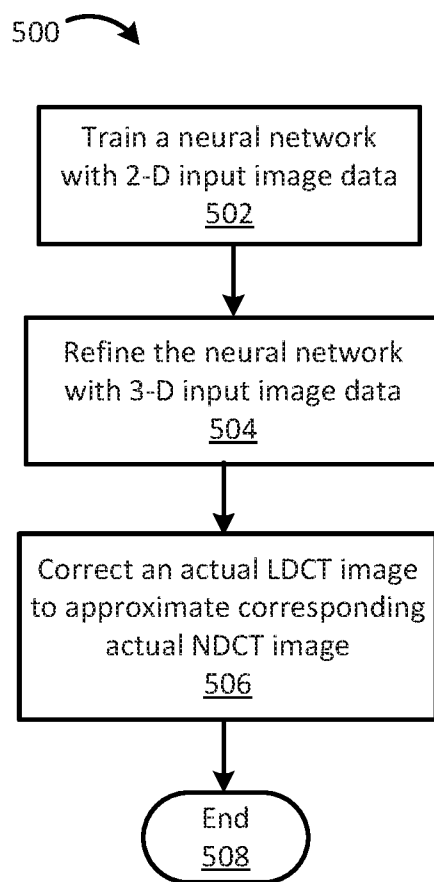 500
Train a neural network
with 2-D input image data
502
Refine the neural network
with 3-D input image data
504
Correct an actual LDCT image
to approximate corresponding
actual NDCT image
506
End
508